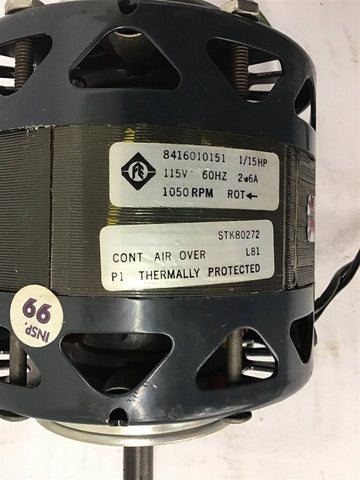 8416010151 1/15HP
115V 60HZ 2.6A
1050 RPM ROT←
STK80272
CONT AIR OVER L81
P1 THERMALLY PROTECTED
INSP.
99